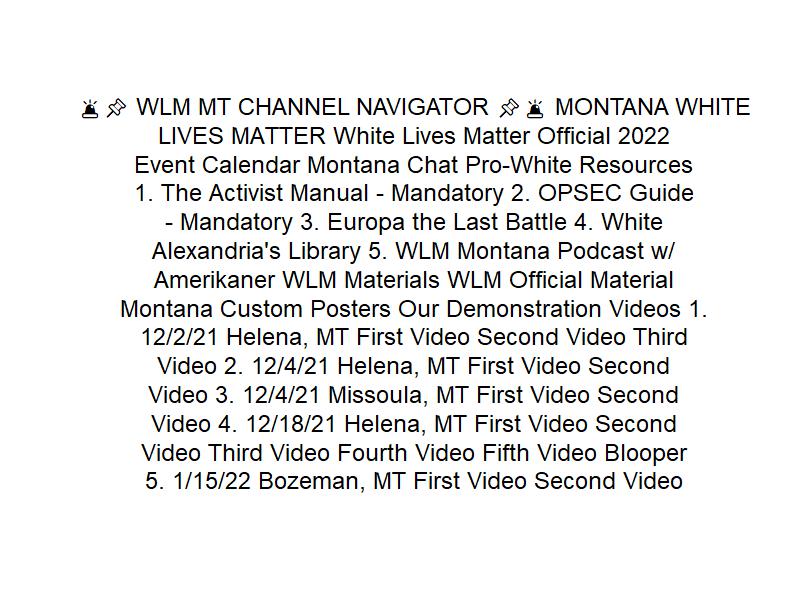 🚨📌 WLM MT CHANNEL NAVIGATOR 📌🚨 MONTANA WHITE
LIVES MATTER White Lives Matter Official 2022
Event Calendar Montana Chat Pro-White Resources
1. The Activist Manual - Mandatory 2. OPSEC Guide
- Mandatory 3. Europa the Last Battle 4. White
Alexandria's Library 5. WLM Montana Podcast w/
Amerikaner WLM Materials WLM Official Material
Montana Custom Posters Our Demonstration Videos 1.
12/2/21 Helena, MT First Video Second Video Third
Video 2. 12/4/21 Helena, MT First Video Second
Video 3. 12/4/21 Missoula, MT First Video Second
Video 4. 12/18/21 Helena, MT First Video Second
Video Third Video Fourth Video Fifth Video Blooper
5. 1/15/22 Bozeman, MT First Video Second Video